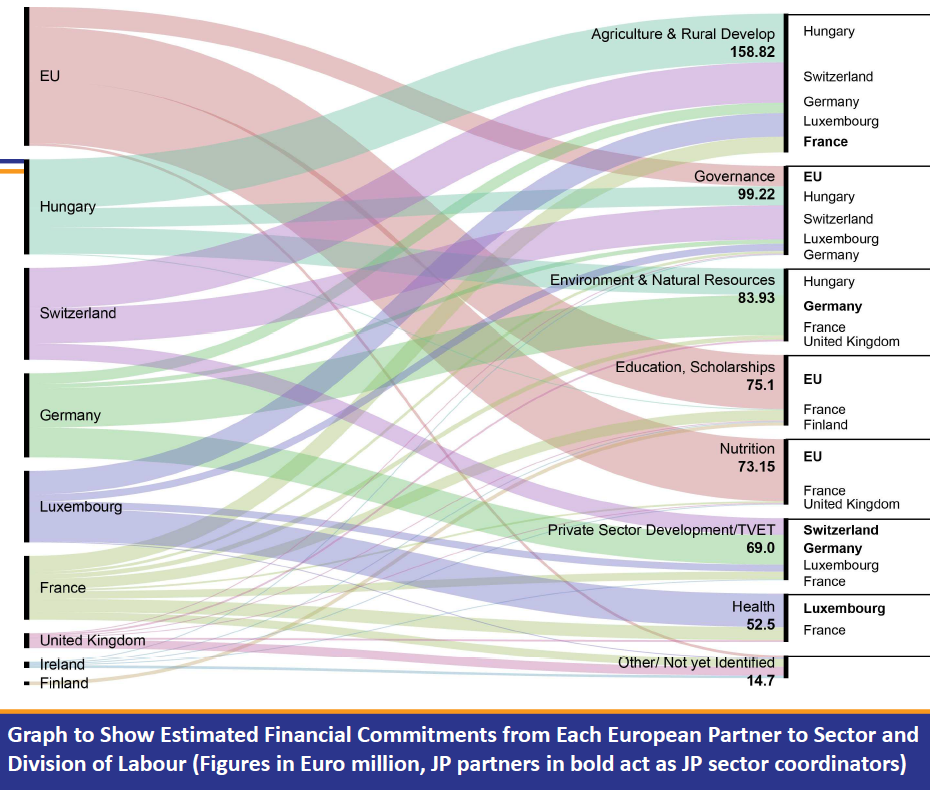 EU
Hungary
Switzerland
Germany
Luxembourg
France
United Kingdom
Ireland
Finland
Agriculture & Rural Develop
158.82
Governance
99.22
Environment & Natural Resources
83.93
Education, Scholarships
75.1
Nutrition
73.15
Private Sector Development/TVET
69.0
Health
52.5
Other/ Not yet Identified
14.7
Hungary
Switzerland
Germany
Luxembourg
France
EU
Hungary
Switzerland
Luxembourg
Germany
Hungary
Germany
France
United Kingdom
EU
France
Finland
EU
France
United Kingdom
Switzerland
Germany
Luxembourg
France
Luxembourg
France
Graph to Show Estimated Financial Commitments from Each European Partner to Sector and
Division of Labour (Figures in Euro million, JP partners in bold act as JP sector coordinators)